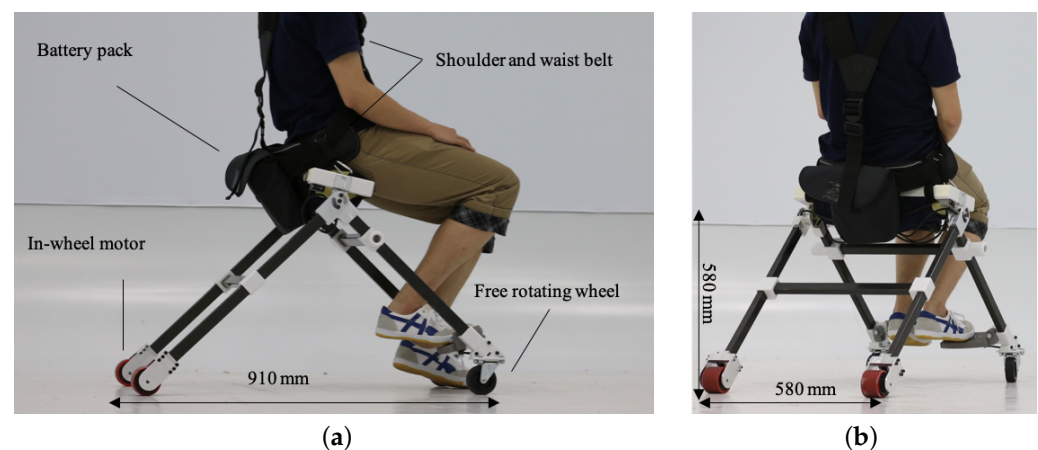 Battery pack
Shoulder and waist belt
In-wheel motor
Free rotating wheel
910 mm
580 mm
580 mm
(a)
(b)